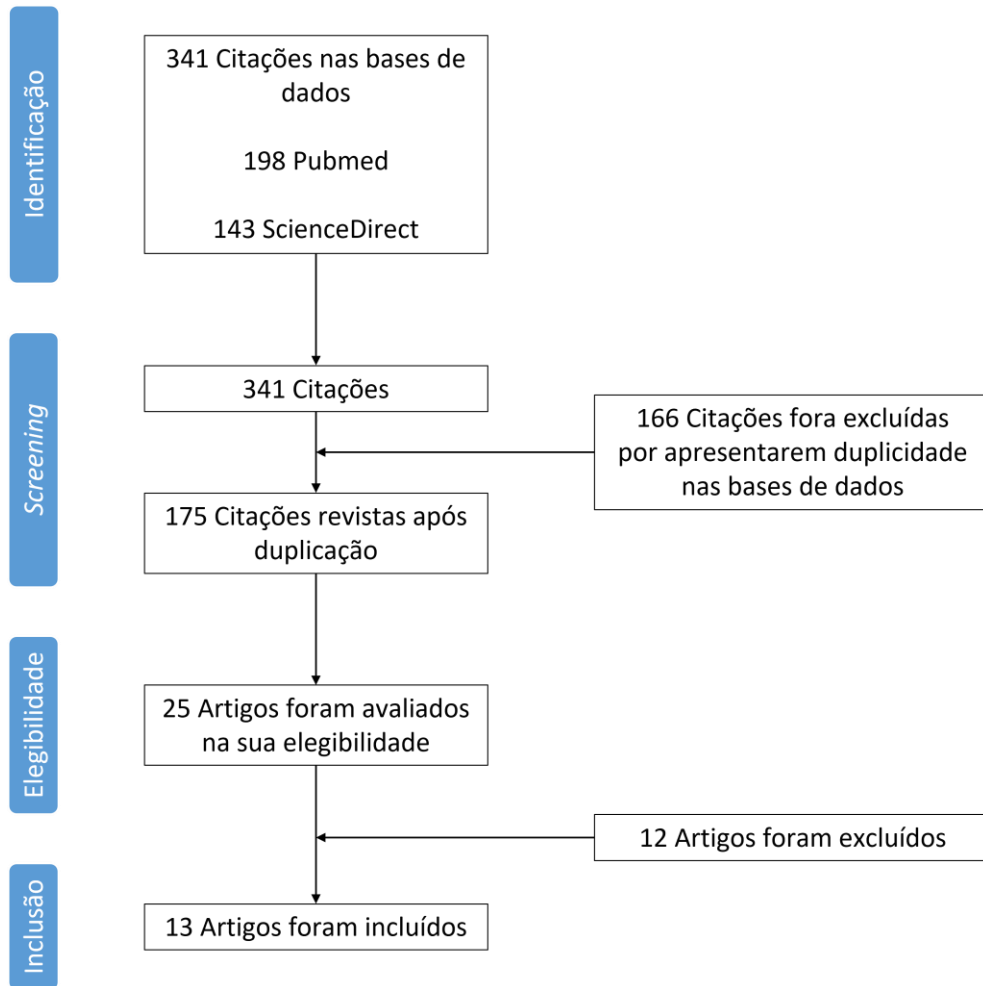 Identificação
341 Citações nas bases de
dados
198 Pubmed
143 ScienceDirect
Screening
341 Citações
166 Citações fora excluídas
por apresentarem duplicidade
nas bases de dados
175 Citações revistas após
duplicação
Elegibilidade
25 Artigos foram avaliados
na sua elegibilidade
12 Artigos foram excluídos
Inclusão
13 Artigos foram incluídos